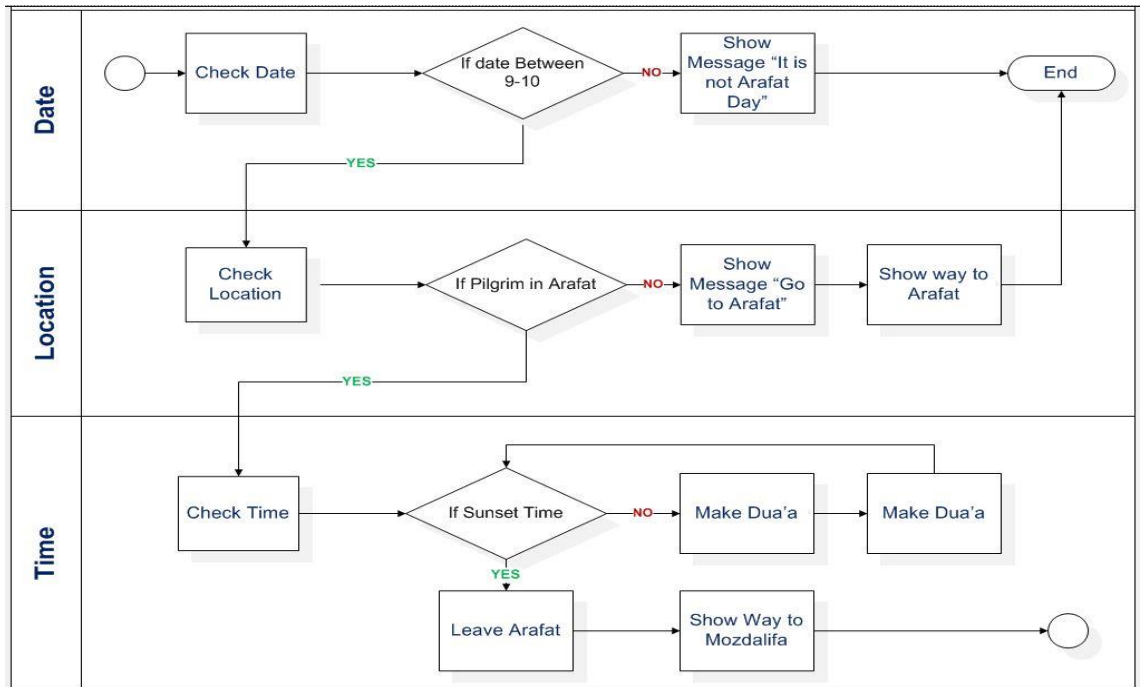 Date
Check Date
If date Between
9-10
NO
Show
Message "It is
not Arafat
Day"
End
YES
Location
Check
Location
If Pilgrim in Arafat
NO
Show
Message "Go
to Arafat"
Show way to
Arafat
YES
Time
Check Time
If Sunset Time
NO
Make Dua'a
Make Dua'a
YES
Leave Arafat
Show Way to
Mozdalifa